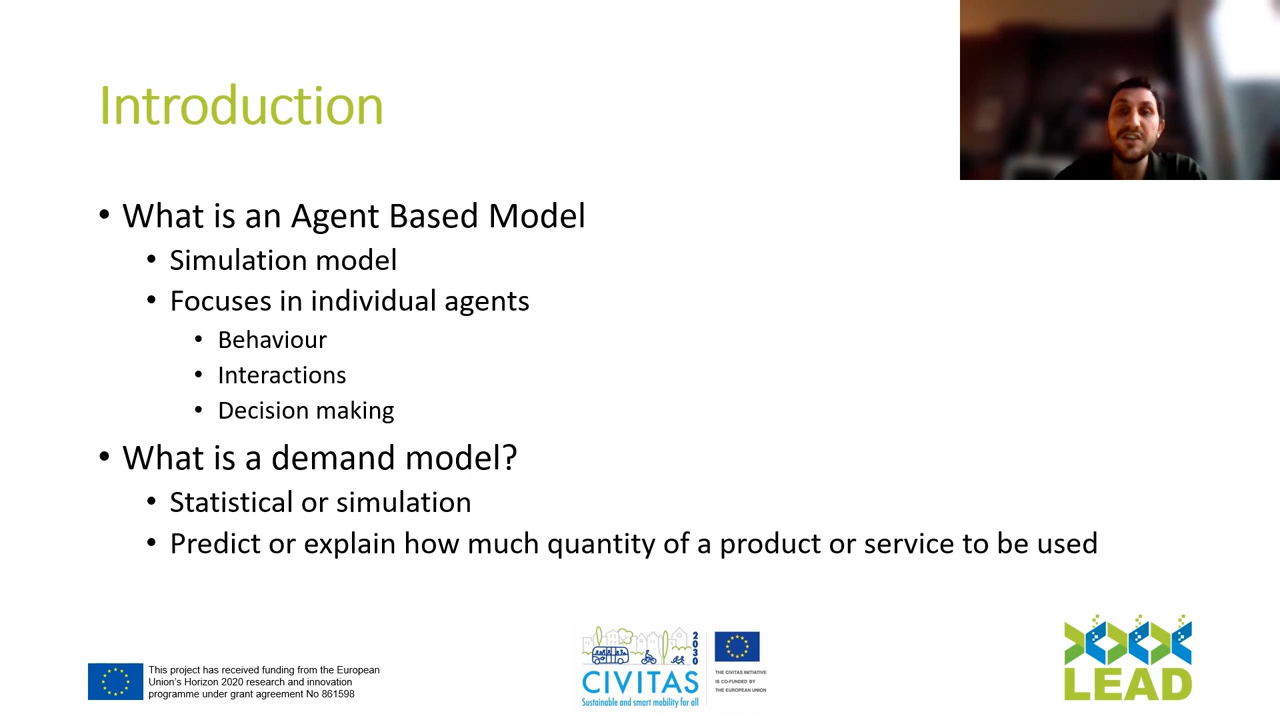 Introduction
• What is an Agent Based Model
• Simulation model
• Focuses in individual agents
• Behaviour
• Interactions
• Decision making
• What is a demand model?
• Statistical or simulation
• Predict or explain how much quantity of a product or service to be used
This project has received funding from the European
Union's Horizon 2020 research and innovation
programme under grant agreement No 861598
2030
CIVITAS
Sustainable and smart mobility for all
THE CIVITAS INITIATIVE
IS CO-FUNDED BY
THE EUROPEAN UNION
LEAD